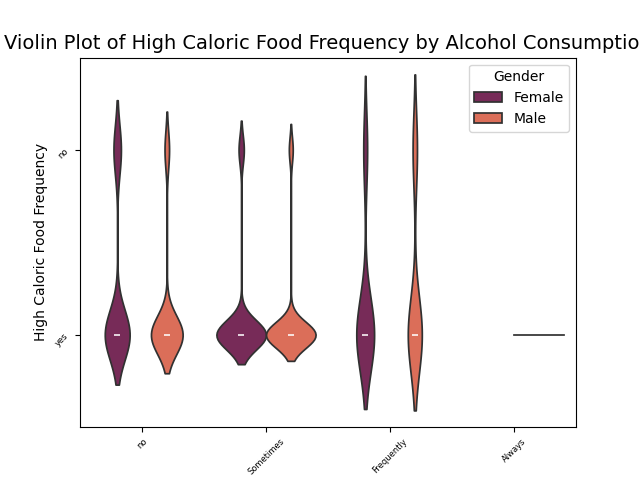 Violin Plot of High Caloric Food Frequency by Alcohol Consumptio
Gender
Female
Male
High Caloric Food Frequency
no
yes
no
Sometimes
Frequently
Always